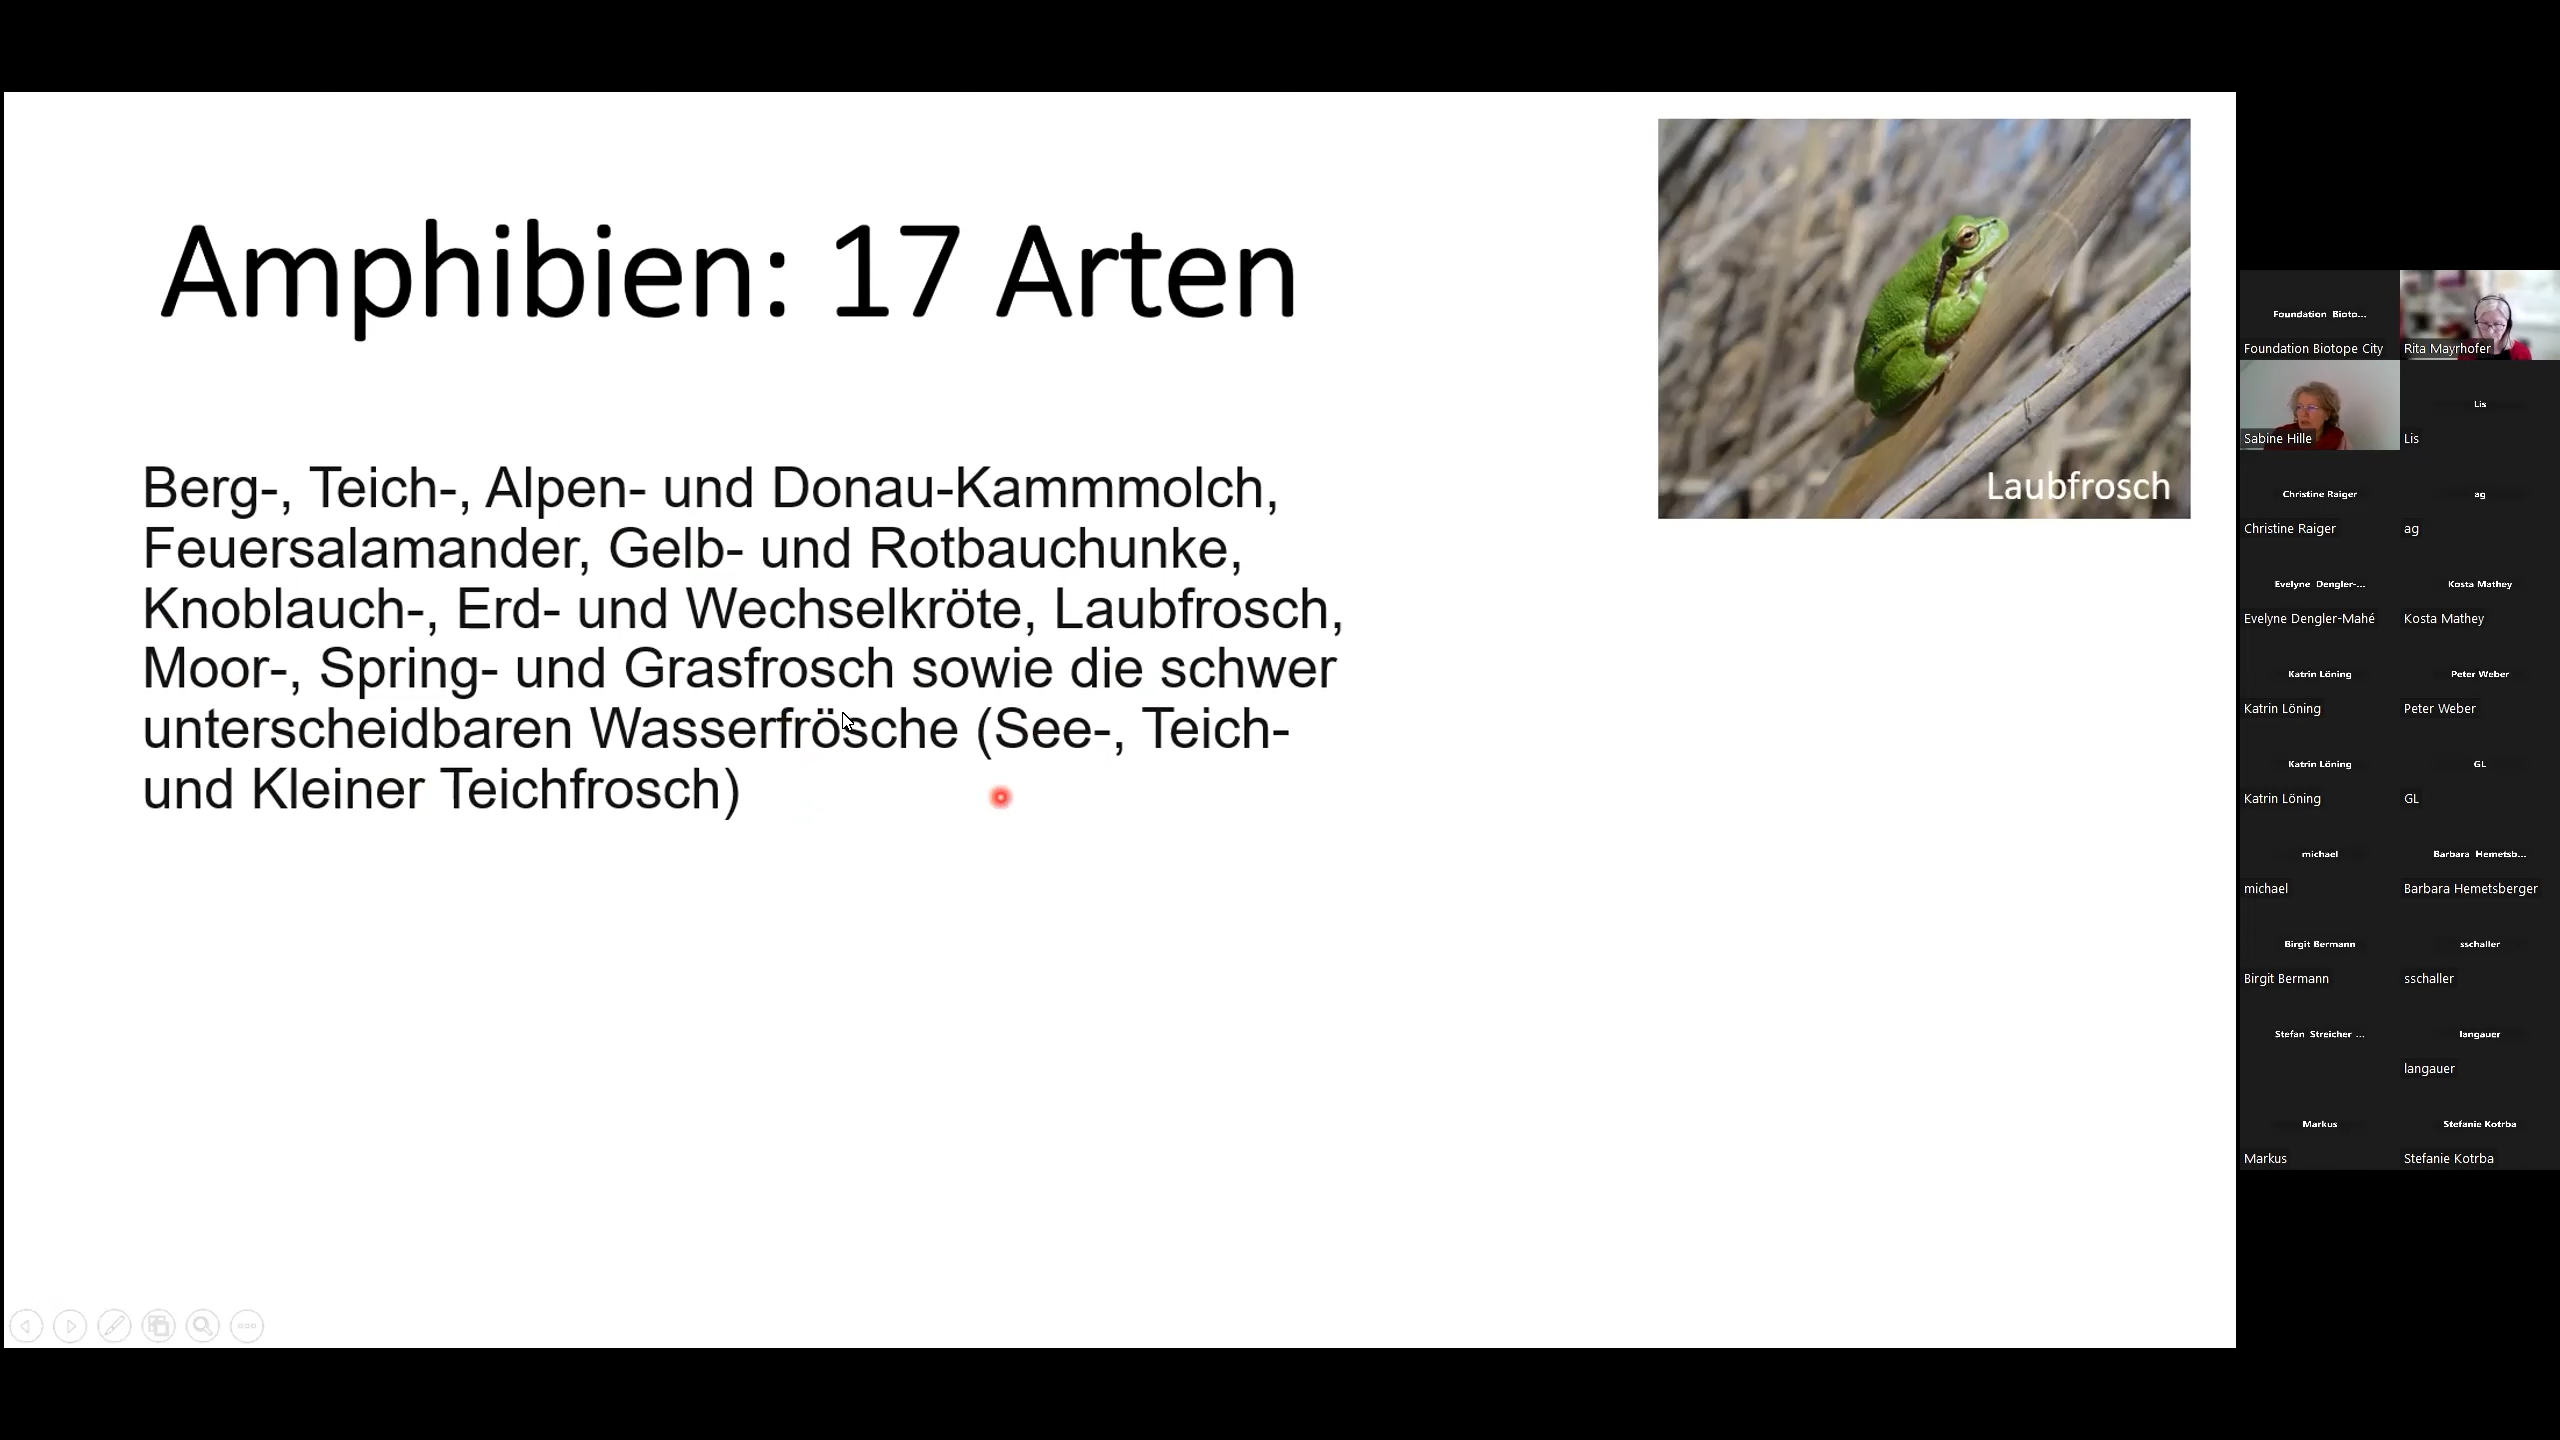 Amphibien: 17 Arten
Laubfrosch
Berg-, Teich-, Alpen- und Donau-Kammmolch,
Feuersalamander, Gelb- und Rotbauchunke,
Knoblauch-, Erd- und Wechselkröte, Laubfrosch,
Moor-, Spring- und Grasfrosch sowie die schwer
unterscheidbaren Wasserfrösche (See-, Teich-
und Kleiner Teichfrosch)
Foundation Bioto...
Foundation Biotope City
Rita Mayrhofer
Sabine Hille
Lis
Lis
Christine Raiger
Christine Raiger
ag
ag
Evelyne Dengler-...
Evelyne Dengler-Mahé
Kosta Mathey
Kosta Mathey
Katrin Löning
Katrin Löning
Peter Weber
Peter Weber
Katrin Löning
Katrin Löning
GL
GL
michael
michael
Barbara Hemetsb...
Barbara Hemetsberger
Birgit Bermann
Birgit Bermann
sschaller
sschaller
Stefan Streicher ...
langauer
langauer
Markus
Markus
Stefanie Kotrba
Stefanie Kotrba